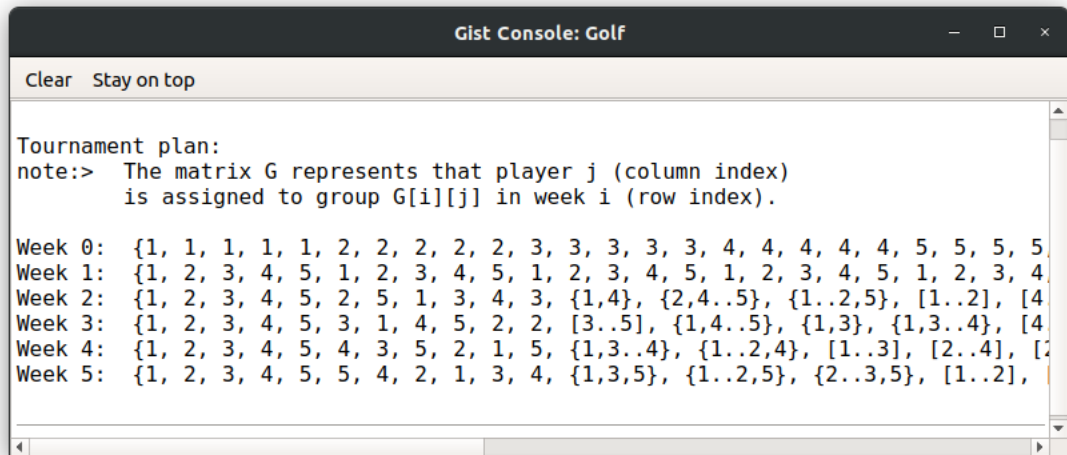 Gist Console: Golf
Clear Stay on top
Tournament plan:
note:> The matrix G represents that player j (column index)
is assigned to group G[i][j] in week i (row index).
Week 0: {1, 1, 1, 1, 1, 2, 2, 2, 2, 2, 3, 3, 3, 3, 3, 4, 4, 4, 4, 4, 5, 5, 5, 5,
Week 1: {1, 2, 3, 4, 5, 1, 2, 3, 4, 5, 1, 2, 3, 4, 5, 1, 2, 3, 4, 5, 1, 2, 3, 4,
Week 2: {1, 2, 3, 4, 5, 2, 5, 1, 3, 4, 3, {1,4}, {2,4..5}, {1..2,5}, [1..2], [4.
Week 3: {1, 2, 3, 4, 5, 3, 1, 4, 5, 2, 2, [3..5], {1,4..5}, {1,3}, {1,3..4}, [4.
Week 4: {1, 2, 3, 4, 5, 4, 3, 5, 2, 1, 5, {1,3..4}, {1..2,4}, [1..3], [2..4], [2
Week 5: {1, 2, 3, 4, 5, 5, 4, 2, 1, 3, 4, {1,3,5}, {1..2,5}, {2..3,5}, [1..2],